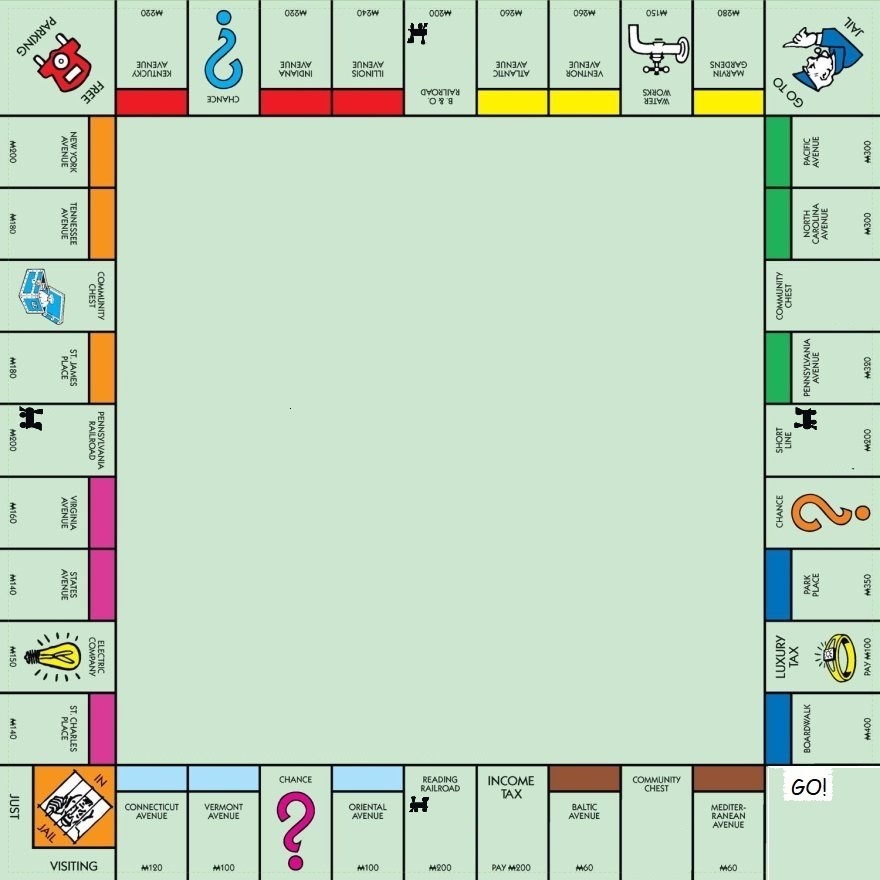 FREE
PARKING
KENTUCKY
AVENUE
₩220
CHANCE
INDIANA
AVENUE
₩220
ILLINOIS
AVENUE
₩240
B. & O.
RAILROAD
₩200
ATLANTIC
AVENUE
₩260
VENTNOR
AVENUE
₩260
WATER
WORKS
₩150
MARVIN
GARDENS
₩280
GO TO
JAIL
NEW YORK
AVENUE
₩200
TENNESSEE
AVENUE
₩180
COMMUNITY
CHEST
ST. JAMES
PLACE
₩180
PENNSYLVANIA
RAILROAD
₩200
VIRGINIA
AVENUE
₩160
STATES
AVENUE
₩140
ELECTRIC
COMPANY
₩150
ST. CHARLES
PLACE
₩140
PACIFIC
AVENUE
₩300
NORTH
CAROLINA
AVENUE
₩300
COMMUNITY
CHEST
PENNSYLVANIA
AVENUE
₩320
SHORT
LINE
₩200
CHANCE
PARK
PLACE
₩350
LUXURY
TAX
PAY ₩100
BOARDWALK
₩400
IN
JAIL
JUST
VISITING
CONNECTICUT
AVENUE
₩120
VERMONT
AVENUE
₩100
CHANCE
ORIENTAL
AVENUE
₩100
READING
RAILROAD
₩200
INCOME
TAX
PAY ₩200
BALTIC
AVENUE
₩60
COMMUNITY
CHEST
MEDITER-
RANEAN
AVENUE
₩60
GO!